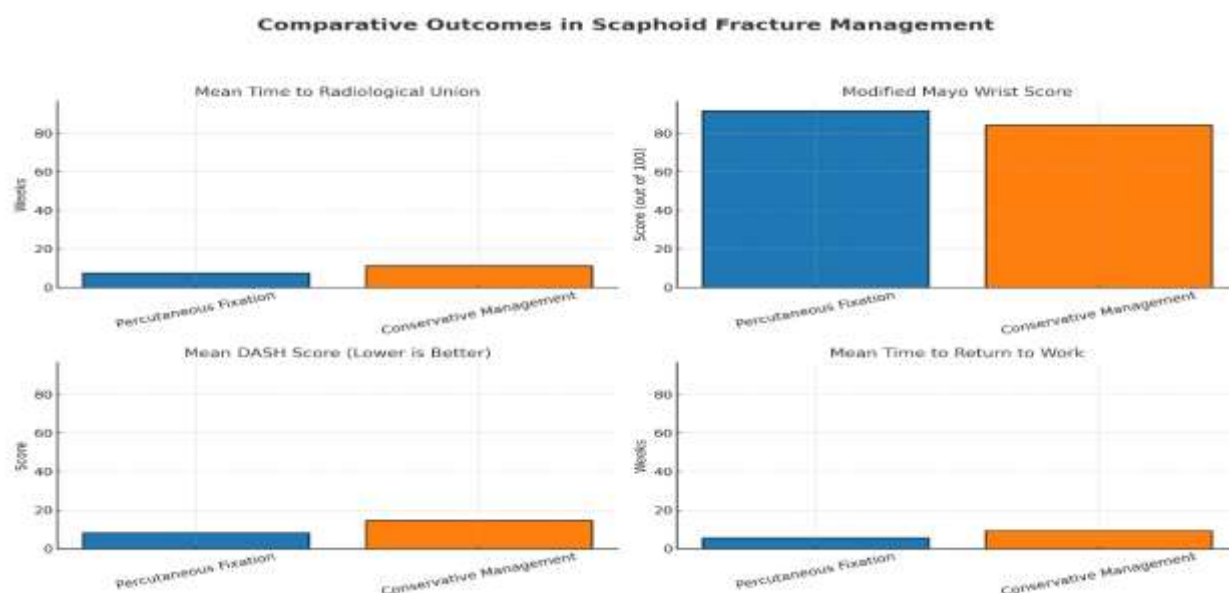 Comparative Outcomes in Scaphoid Fracture Management
Mean Time to Radiological Union
Weeks
80
60
40
20
0
Percutaneous Fixation
Conservative Management
Modified Mayo Wrist Score
Score (out of 100)
80
60
40
20
0
Percutaneous Fixation
Conservative Management
Mean DASH Score (Lower is Better)
Score
80
60
40
20
0
Percutaneous Fixation
Conservative Management
Mean Time to Return to Work
Weeks
80
60
40
20
0
Percutaneous Fixation
Conservative Management